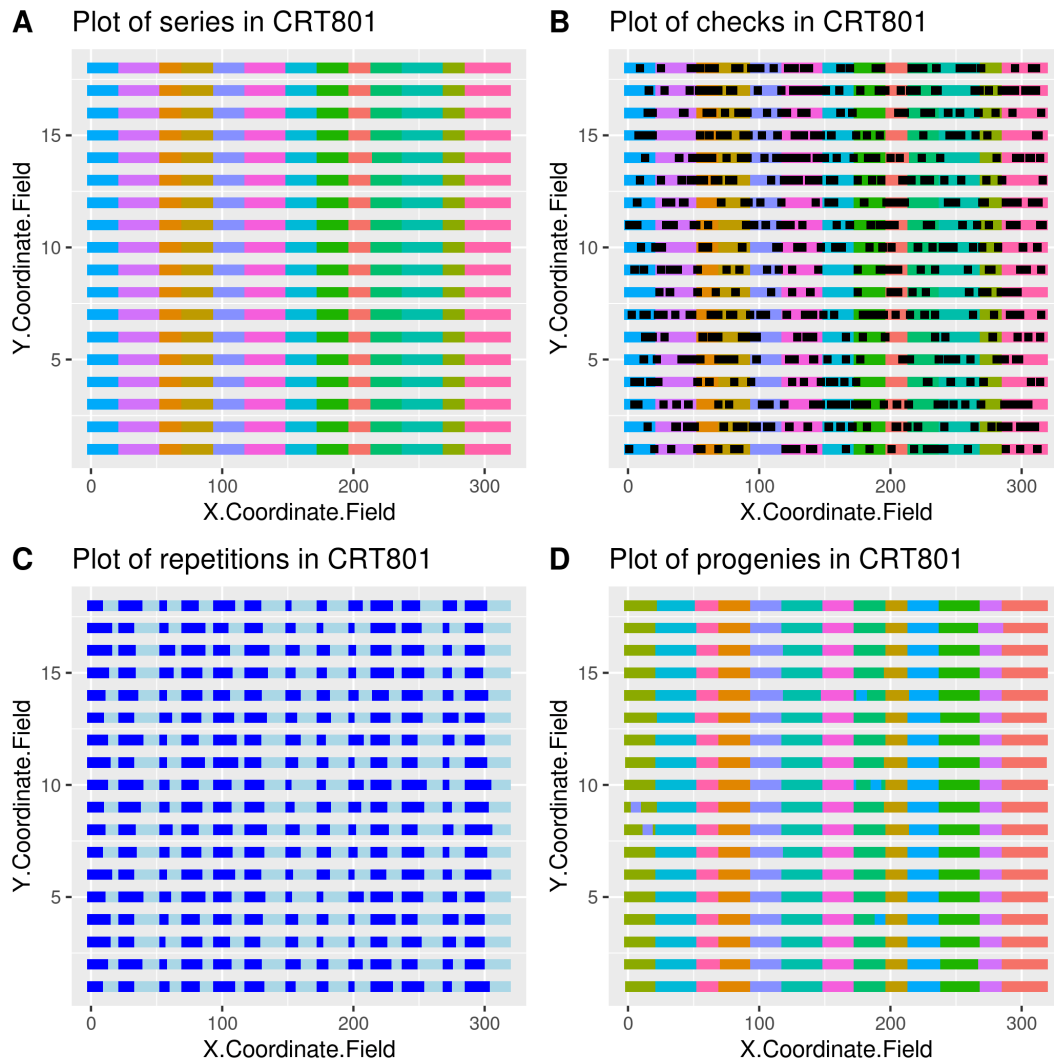 A Plot of series in CRT801
Y.Coordinate.Field
15
10
5
0 100 200 300
X.Coordinate.Field
B Plot of checks in CRT801
Y.Coordinate.Field
15
10
5
0 100 200 300
X.Coordinate.Field
C Plot of repetitions in CRT801
Y.Coordinate.Field
15
10
5
0 100 200 300
X.Coordinate.Field
D Plot of progenies in CRT801
Y.Coordinate.Field
15
10
5
0 100 200 300
X.Coordinate.Field